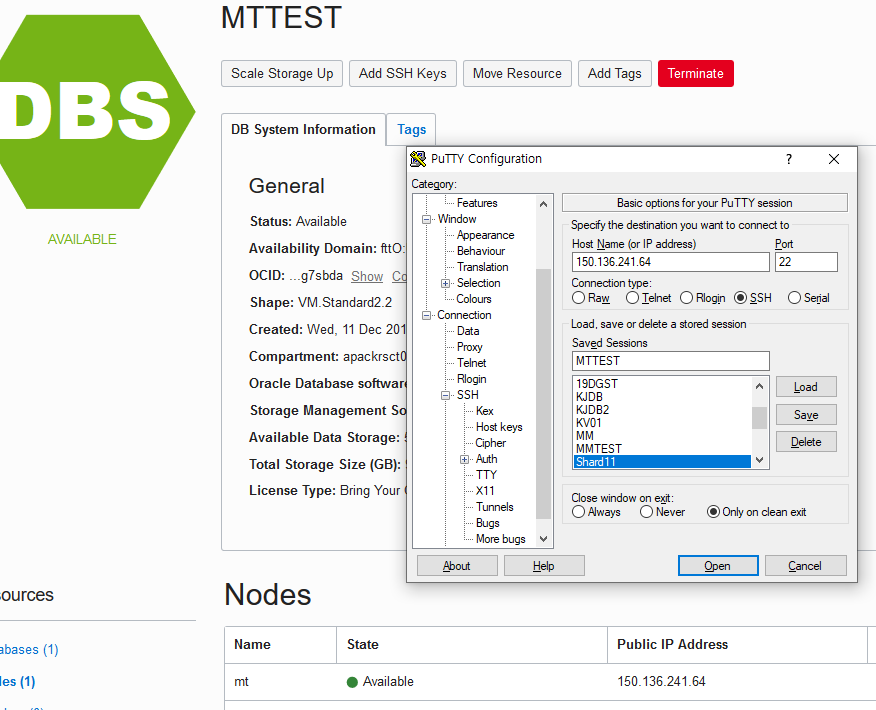 MTTEST
DBS
AVAILABLE
Scale Storage Up
Add SSH Keys
Move Resource
Add Tags
Terminate
DB System Information
Tags
General
Status: Available
Availability Domain: fttO:
OCID: ...g7sbda Show Co
Shape: VM.Standard2.2
Created: Wed, 11 Dec 201
Compartment: apackrsct0
Oracle Database software
Storage Management So
Available Data Storage:
Total Storage Size (GB):
License Type: Bring Your
PuTTY Configuration
?
Category:
Features
Window
Appearance
Behaviour
Translation
Selection
Colours
Connection
Data
Proxy
Telnet
Rlogin
SSH
Kex
Host keys
Cipher
Auth
TTY
X11
Tunnels
Bugs
More bugs
Basic options for your PuTTY session
Specify the destination you want to connect to
Host Name (or IP address) Port
150.136.241.64 22
Connection type:
Raw Telnet Rlogin SSH Serial
Load, save or delete a stored session
Saved Sessions
MTTEST
19DGST
KJDB
KJDB2
KV01
MM
MMTEST
Shard11
Load
Save
Delete
Close window on exit:
Always Never Only on clean exit
About Help Open Cancel
ources
abases (1)
les (1)
Nodes
Name State Public IP Address
mt Available 150.136.241.64